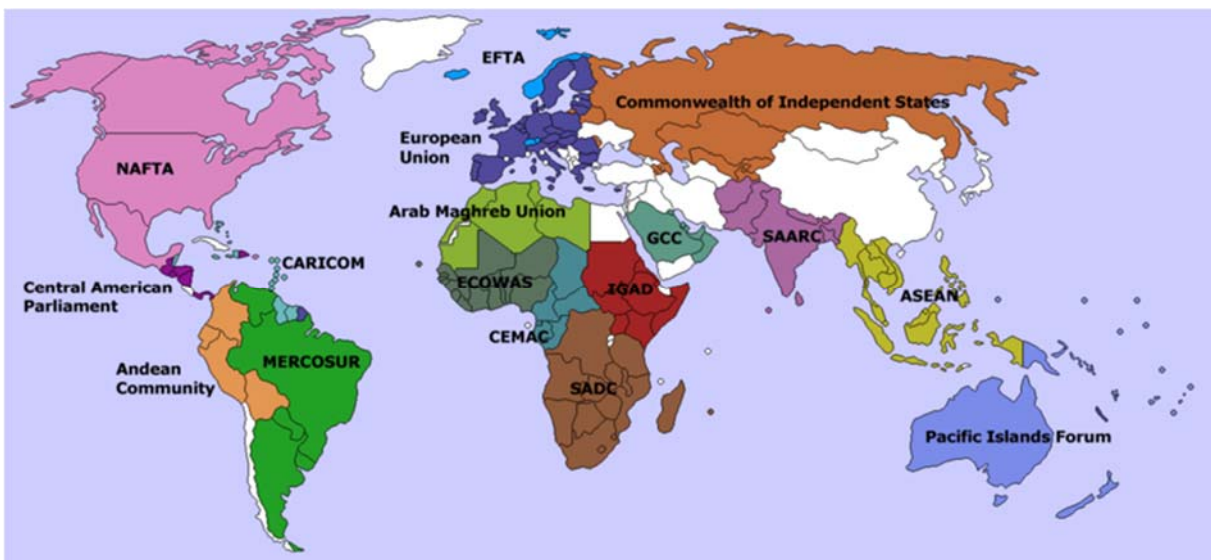 EFTA
Commonwealth of Independent States
European
Union
NAFTA
Arab Maghreb Union
GCC
SAARC
CARICOM
ECOWAS
IGAD
ASEAN
Central American
Parliament
CEMAC
MERCOSUR
Andean
Community
SADC
Pacific Islands Forum